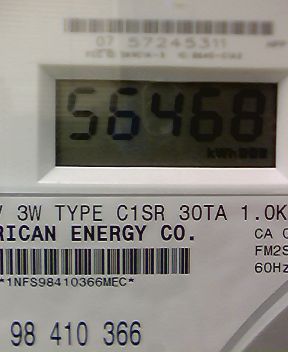 07 57245311
56468
kWh
V 3W TYPE C1SR 30TA 1.0K
RICAN ENERGY CO.
CA 0
FM2S
60Hz
*1NFS98410366MEC*
98 410 366